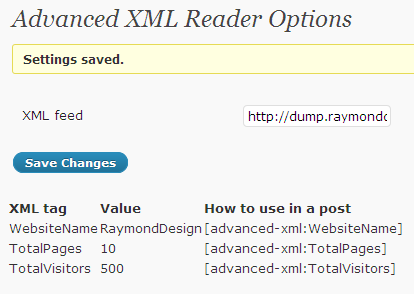 Advanced XML Reader Options
Settings saved.
XML feed http://dump.raymondc
Save Changes
XML tag Value How to use in a post
WebsiteName RaymondDesign [advanced-xml:WebsiteName]
TotalPages 10 [advanced-xml:TotalPages]
TotalVisitors 500 [advanced-xml:TotalVisitors]